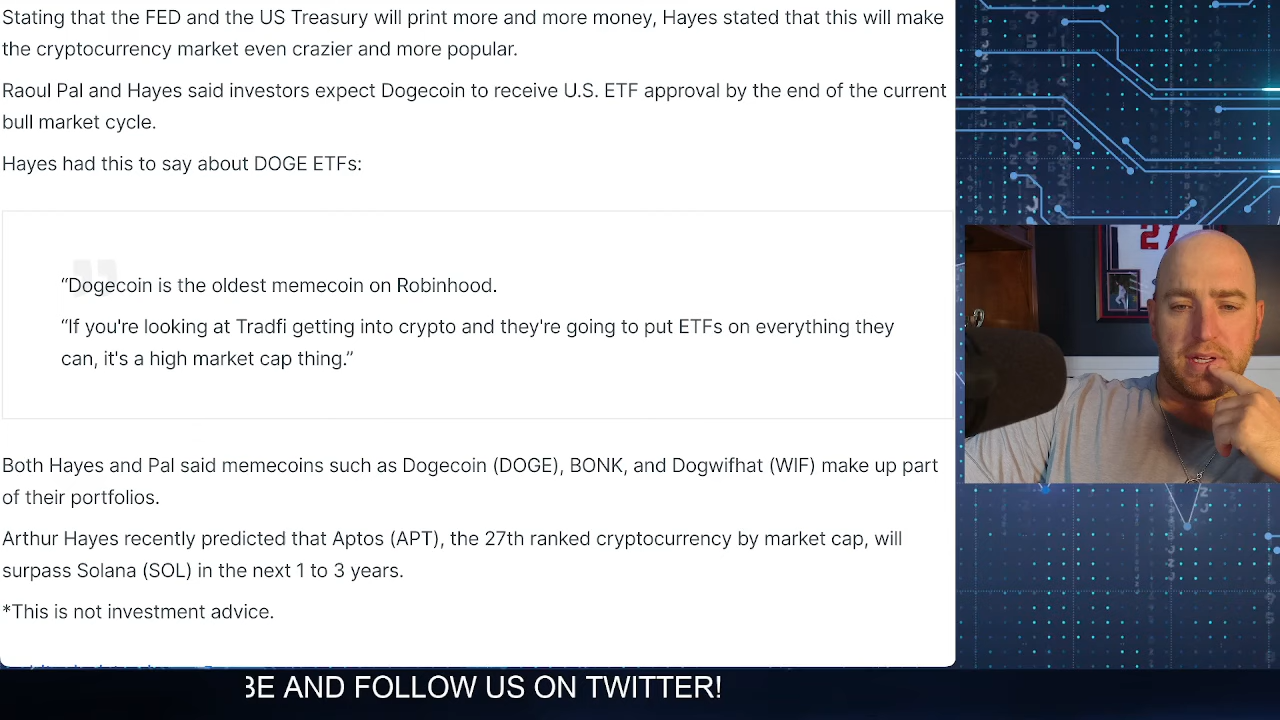 Stating that the FED and the US Treasury will print more and more money, Hayes stated that this will make
the cryptocurrency market even crazier and more popular.
Raoul Pal and Hayes said investors expect Dogecoin to receive U.S. ETF approval by the end of the current
bull market cycle.
Hayes had this to say about DOGE ETFs:
“Dogecoin is the oldest memecoin on Robinhood.
“If you're looking at Tradfi getting into crypto and they're going to put ETFs on everything they
can, it's a high market cap thing.”
Both Hayes and Pal said memecoins such as Dogecoin (DOGE), BONK, and Dogwifhat (WIF) make up part
of their portfolios.
Arthur Hayes recently predicted that Aptos (APT), the 27th ranked cryptocurrency by market cap, will
surpass Solana (SOL) in the next 1 to 3 years.
*This is not investment advice.
27
BE AND FOLLOW US ON TWITTER!